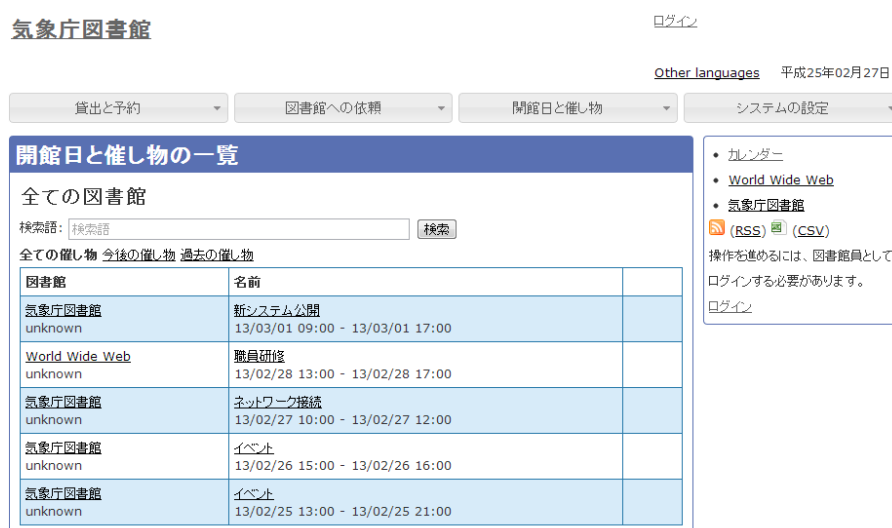 気象庁図書館
ログイン
Other languages 平成25年02月27日
貸出と予約 図書館への依頼 開館日と催し物 システムの設定
開館日と催し物の一覧
全ての図書館
検索語: 検索語 検索
全ての催し物 今後の催し物 過去の催し物
図書館 名前
気象庁図書館 新システム公開
unknown 13/03/01 09:00 - 13/03/01 17:00
World Wide Web 職員研修
unknown 13/02/28 13:00 - 13/02/28 17:00
気象庁図書館 ネットワーク接続
unknown 13/02/27 10:00 - 13/02/27 12:00
気象庁図書館 イベント
unknown 13/02/26 15:00 - 13/02/26 16:00
気象庁図書館 イベント
unknown 13/02/25 13:00 - 13/02/25 21:00
カレンダー
World Wide Web
気象庁図書館
(RSS) (CSV)
操作を進めるには、図書館員として
ログインする必要があります。
ログイン